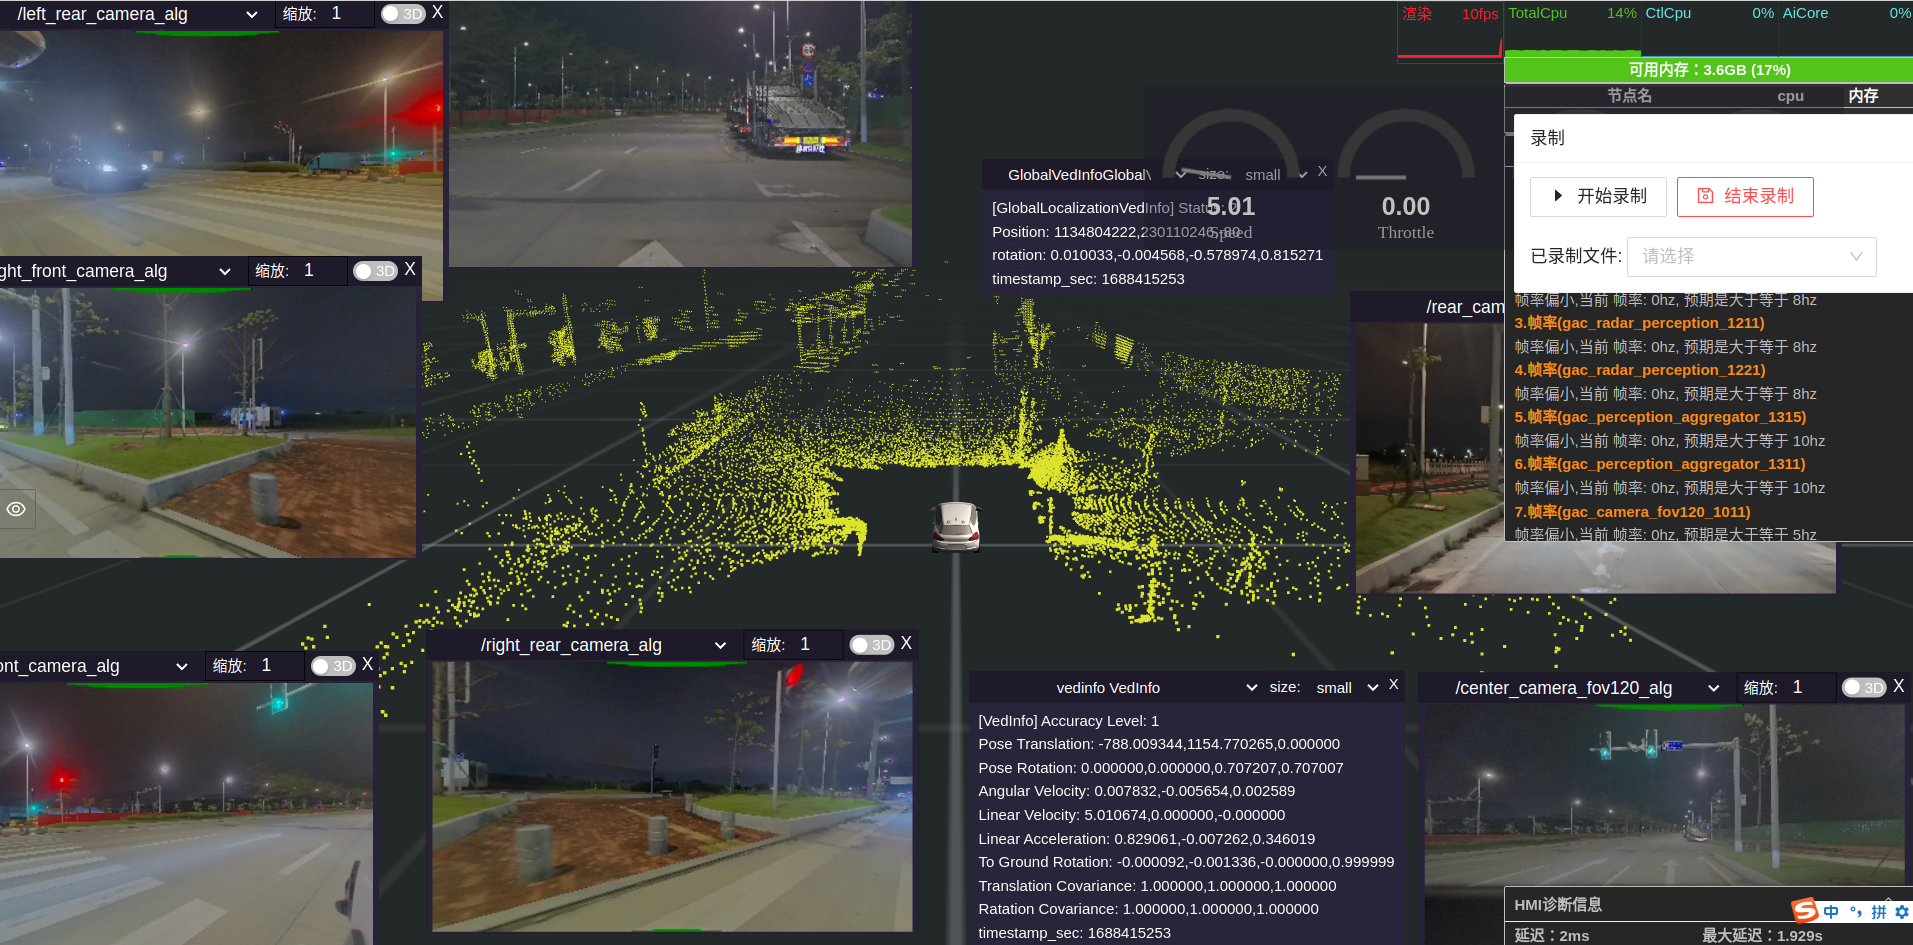 /left_rear_camera_alg
缩放: 1
3D X
渲染 10fps
TotalCpu 14%
CtlCpu 0%
AiCore 0%
可用内存：3.6GB (17%)
节点名 cpu 内存
录制
开始录制
结束录制
已录制文件: 请选择
GlobalVedInfoGlobalV
size: small X
[GlobalLocalizationVedInfo] Status:
Position: 1134804222,230110246,-80
rotation: 0.010033,-0.004568,-0.578974,0.815271
timestamp_sec: 1688415253
5.01
Speed
0.00
Throttle
ght_front_camera_alg
缩放: 1
3D X
/rear_cam
帧率偏小,当前 帧率: 0hz, 预期是大于等于 8hz
3.帧率(gac_radar_perception_1211)
帧率偏小,当前 帧率: 0hz, 预期是大于等于 8hz
4.帧率(gac_radar_perception_1221)
帧率偏小,当前 帧率: 0hz, 预期是大于等于 8hz
5.帧率(gac_perception_aggregator_1315)
帧率偏小,当前 帧率: 0hz, 预期是大于等于 10hz
6.帧率(gac_perception_aggregator_1311)
帧率偏小,当前 帧率: 0hz, 预期是大于等于 10hz
7.帧率(gac_camera_fov120_1011)
帧率偏小,当前 帧率: 0hz, 预期是大于等于 5hz
ont_camera_alg
缩放: 1
3D X
/right_rear_camera_alg
缩放: 1
3D X
vedinfo VedInfo
size: small X
[VedInfo] Accuracy Level: 1
Pose Translation: -788.009344,1154.770265,0.000000
Pose Rotation: 0.000000,0.000000,0.707207,0.707007
Angular Velocity: 0.007832,-0.005654,0.002589
Linear Velocity: 5.010674,0.000000,-0.000000
Linear Acceleration: 0.829061,-0.007262,0.346019
To Ground Rotation: -0.000092,-0.001336,-0.000000,0.999999
Translation Covariance: 1.000000,1.000000,1.000000
Ratation Covariance: 1.000000,1.000000,1.000000
timestamp_sec: 1688415253
/center_camera_fov120_alg
缩放: 1
3D X
HMI诊断信息
中 °, 拼
延迟：2ms
最大延迟：1.929s